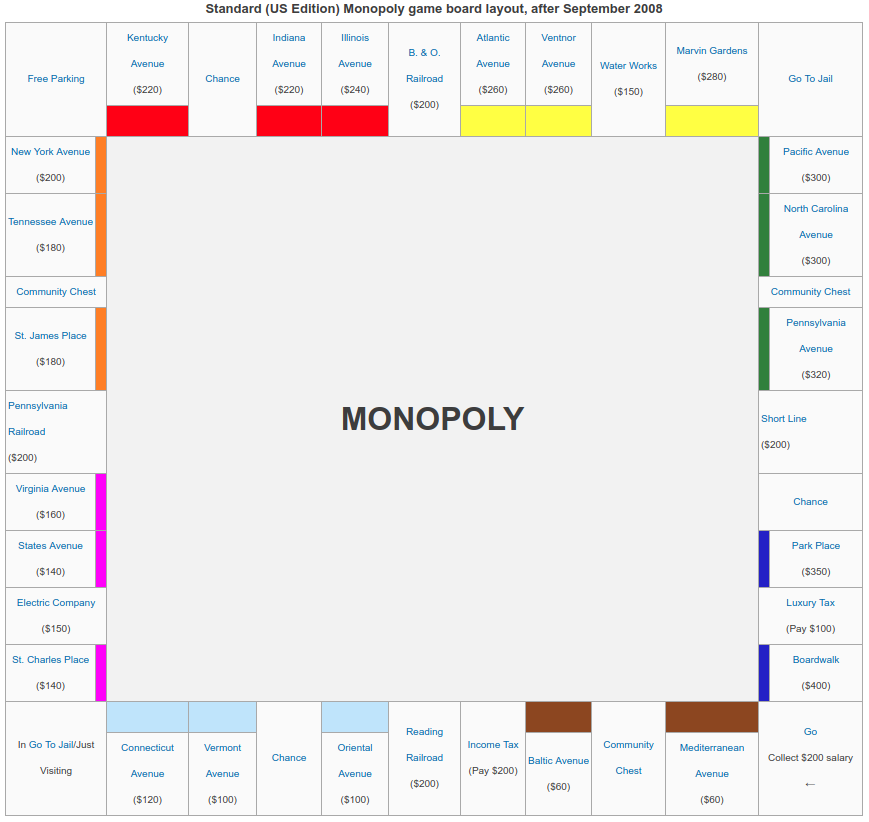 Standard (US Edition) Monopoly game board layout, after September 2008
Free Parking
Kentucky
Avenue
($220)
Chance
Indiana
Avenue
($220)
Illinois
Avenue
($240)
B. & O.
Railroad
($200)
Atlantic
Avenue
($260)
Ventnor
Avenue
($260)
Water Works
($150)
Marvin Gardens
($280)
Go To Jail
New York Avenue
($200)
Pacific Avenue
($300)
Tennessee Avenue
($180)
North Carolina
Avenue
($300)
Community Chest
Community Chest
St. James Place
($180)
Pennsylvania
Avenue
($320)
MONOPOLY
Pennsylvania
Railroad
($200)
Short Line
($200)
Virginia Avenue
($160)
Chance
States Avenue
($140)
Park Place
($350)
Electric Company
($150)
Luxury Tax
(Pay $100)
St. Charles Place
($140)
Boardwalk
($400)
In Go To Jail/Just
Visiting
Connecticut
Avenue
($120)
Vermont
Avenue
($100)
Chance
Oriental
Avenue
($100)
Reading
Railroad
($200)
Income Tax
(Pay $200)
Baltic Avenue
($60)
Community
Chest
Mediterranean
Avenue
($60)
Go
Collect $200 salary
←